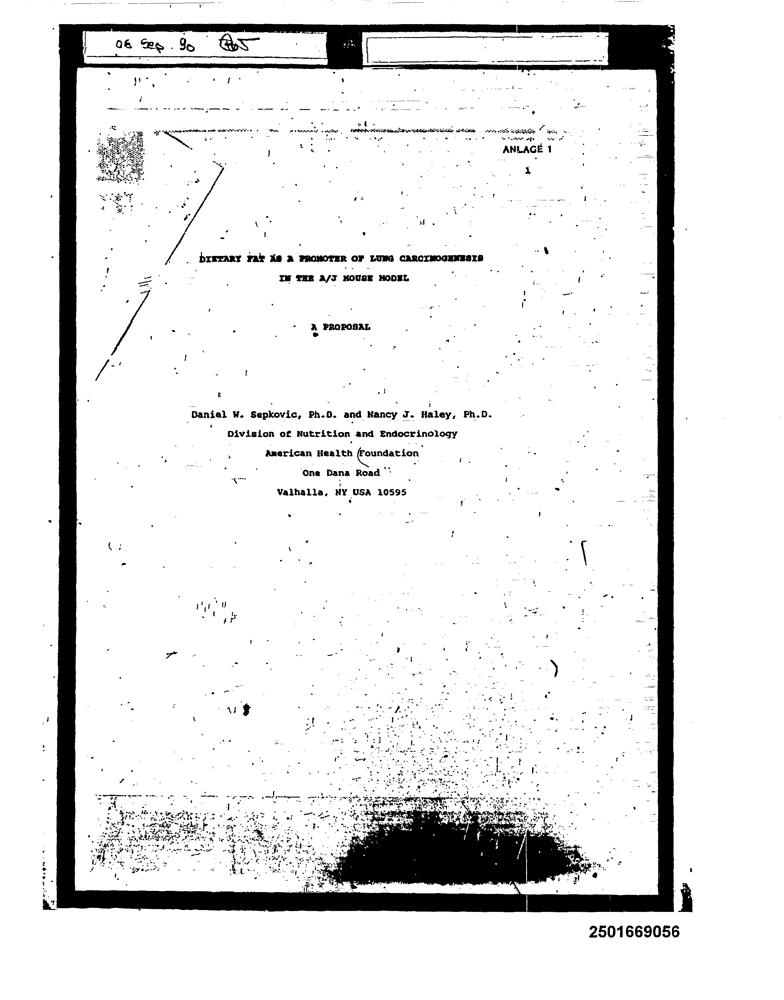 06 Sep. 90
ANLAGE 1
1
DIETARY FAT AS A PROMOTER OF LUNG CARCINOGENESIS
IN THE A/J MOUSE MODEL
A PROPOSAL
Daniel W. Sepkovic, Ph.D. and Nancy J. Haley, Ph.D.
Division of Nutrition and Endocrinology
American Health Foundation
One Dana Road
Valhalla, NY USA 10595
2501669056